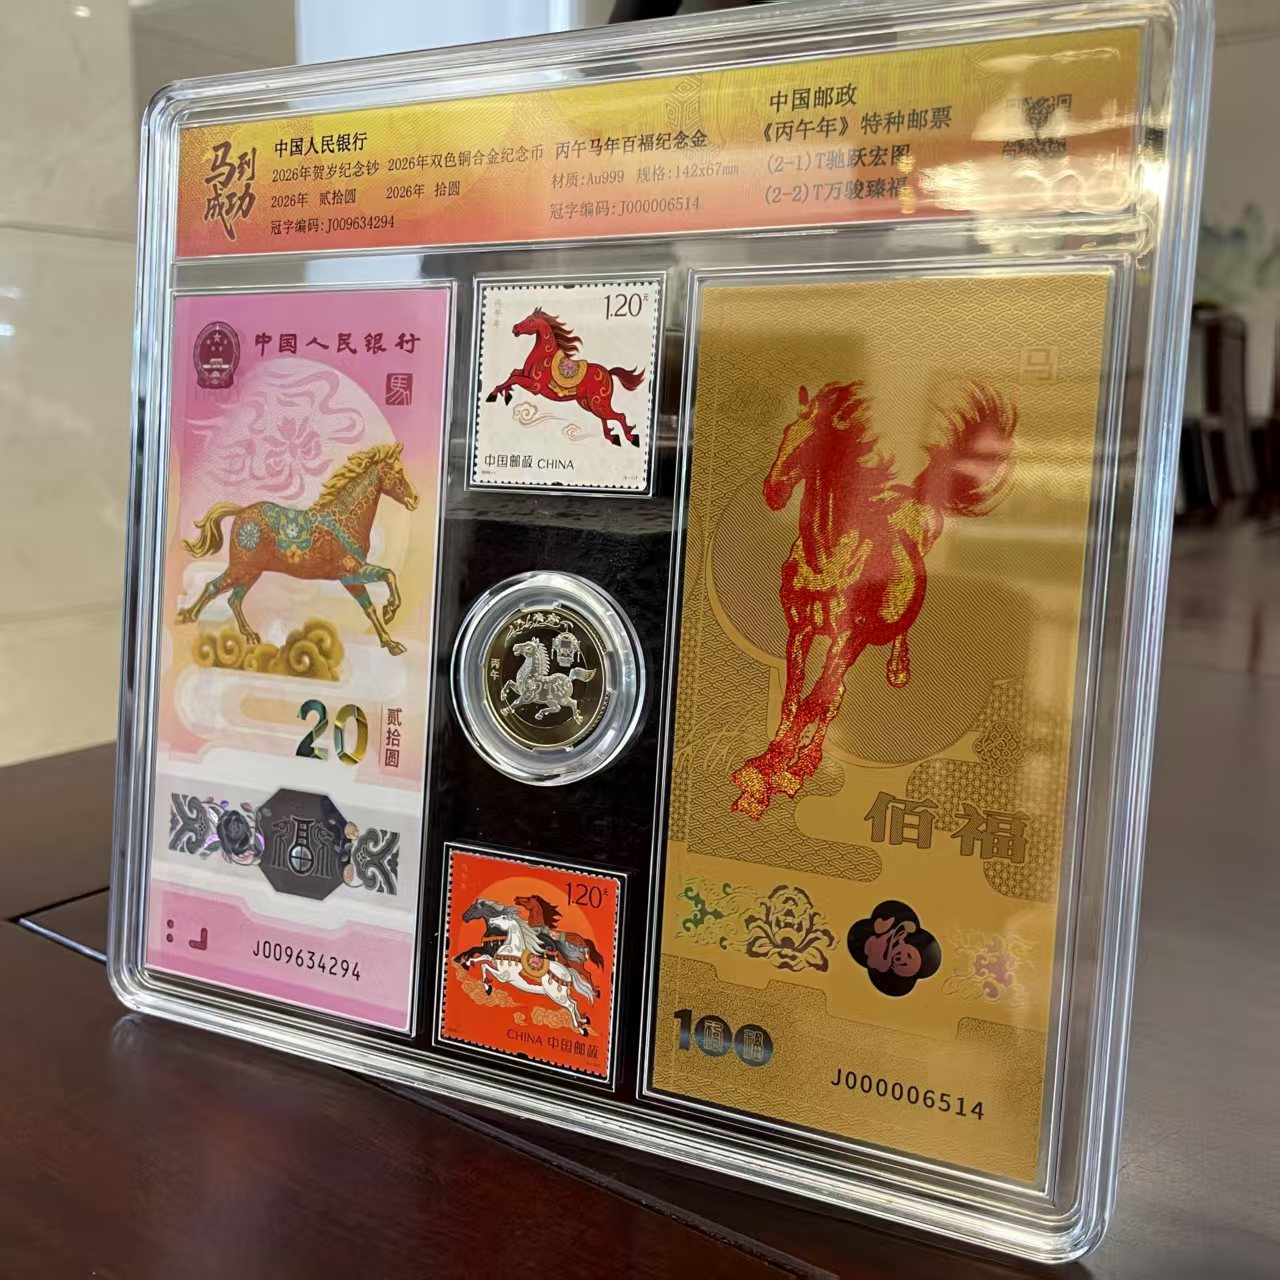 马到
成功
中国人民银行
2026年贺岁纪念钞 2026年双色铜合金纪念币
2026年 贰拾圆 2026年 拾圆
冠字编码:J009634294
丙午马年百福纪念金
材质:Au999 规格:142x67mm
冠字编码:J000006514
中国邮政
《丙午年》特种邮票
(2-1)T驰跃宏图
(2-2)T万骏臻福
中国人民银行
馬
20
贰拾圆
福
J
J009634294
丙午年
1.20元
中国邮政 CHINA
丙午
1.20元
CHINA 中国邮政
马
佰福
福
100
J000006514